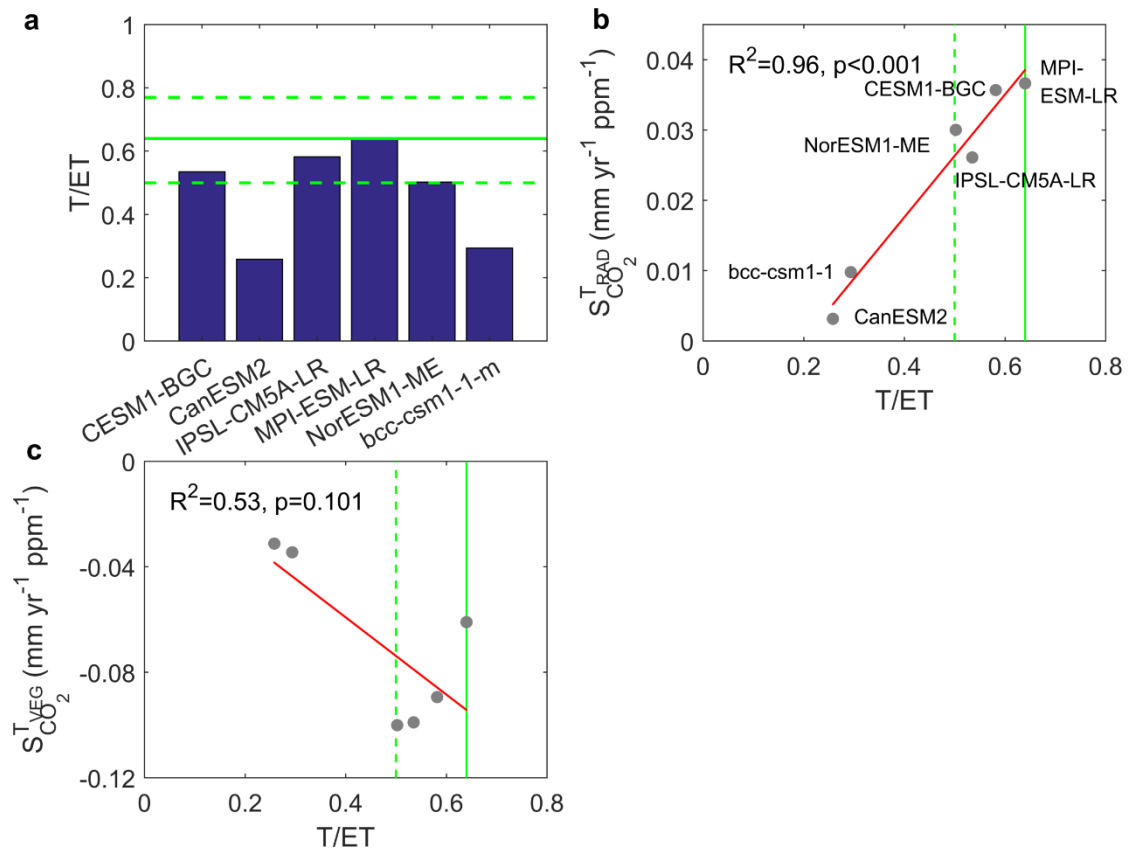 a
1
0.8
0.6
0.4
0.2
0
T/ET
CESM1-BGC
CanESM2
IPSL-CM5A-LR
MPI-ESM-LR
NorESM1-ME
bcc-csm1-1-m
b
R²=0.96, p<0.001
CESM1-BGC
MPI-
ESM-LR
NorESM1-ME
IPSL-CM5A-LR
bcc-csm1-1
CanESM2
0.04
0.03
0.02
0.01
0
S^T_RAD CO_2 (mm yr⁻¹ ppm⁻¹)
0 0.2 0.4 0.6 0.8
T/ET
c
R²=0.53, p=0.101
0
-0.04
-0.08
-0.12
S^T_VEG CO_2 (mm yr⁻¹ ppm⁻¹)
0 0.2 0.4 0.6 0.8
T/ET